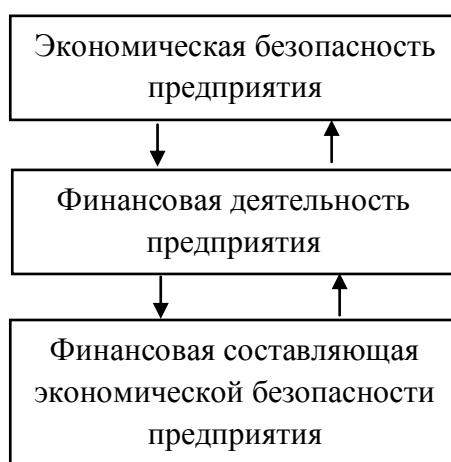 Экономическая безопасность
предприятия
Финансовая деятельность
предприятия
Финансовая составляющая
экономической безопасности
предприятия